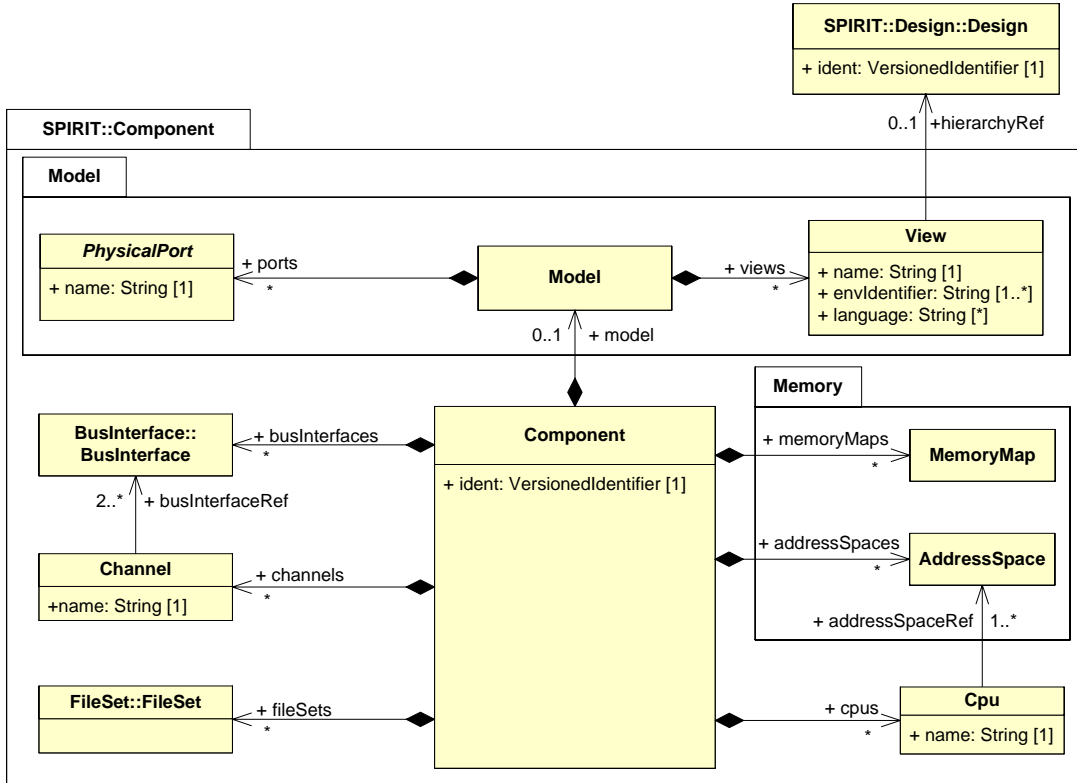 SPIRIT::Design::Design
+ ident: VersionedIdentifier [1]
0..1 +hierarchyRef
SPIRIT::Component
Model
PhysicalPort
+ name: String [1]
+ ports
*
Model
+ views
*
View
+ name: String [1]
+ envIdentifier: String [1..*]
+ language: String [*]
0..1 + model
Memory
BusInterface::
BusInterface
+ busInterfaces
*
Component
+ ident: VersionedIdentifier [1]
+ memoryMaps
*
MemoryMap
2..* + busInterfaceRef
Channel
+name: String [1]
+ channels
*
+ addressSpaces
*
AddressSpace
+ addressSpaceRef 1..*
FileSet::FileSet
+ fileSets
*
+ cpus
*
Cpu
+ name: String [1]